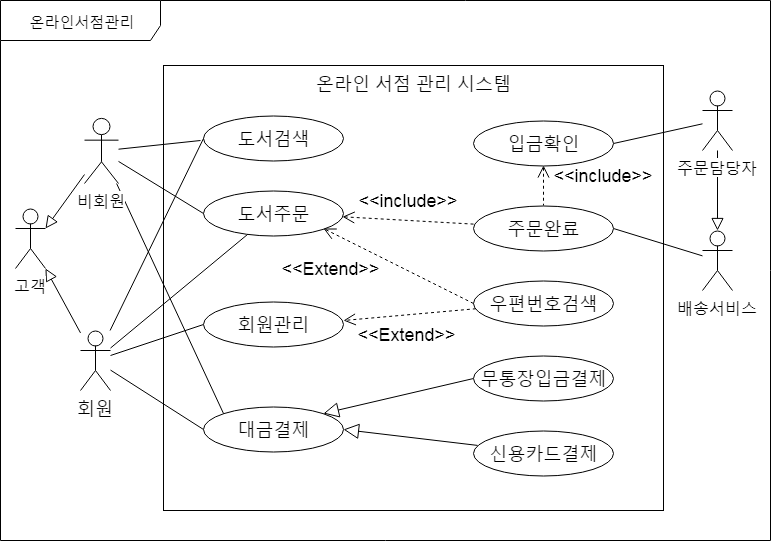 온라인서점관리
온라인 서점 관리 시스템
비회원
고객
회원
도서검색
도서주문
회원관리
대금결제
<<include>>
<<Extend>>
<<Extend>>
입금확인
<<include>>
주문완료
우편번호검색
무통장입금결제
신용카드결제
주문담당자
배송서비스